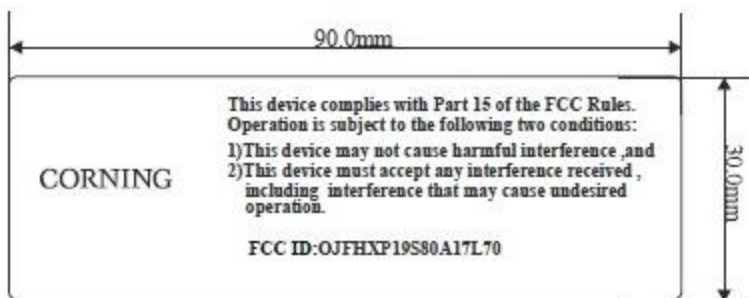 90.0mm
This device complies with Part 15 of the FCC Rules.
Operation is subject to the following two conditions:
1)This device may not cause harmful interference ,and
2)This device must accept any interference received ,
including interference that may cause undesired
operation.
CORNING
FCC ID:OJFHXP19S80A17L70
30.0mm